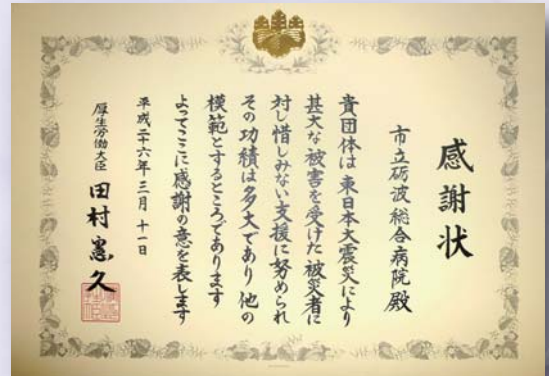 感謝状
市立砺波総合病院殿
貴団体は東日本大震災により
甚大な被害を受けた被災者に
対し惜しみない支援に努められ
その功績は多大であり他の
模範とするところであります
よってここに感謝の意を表します
平成二十六年三月十一日
厚生労働大臣 田村憲久